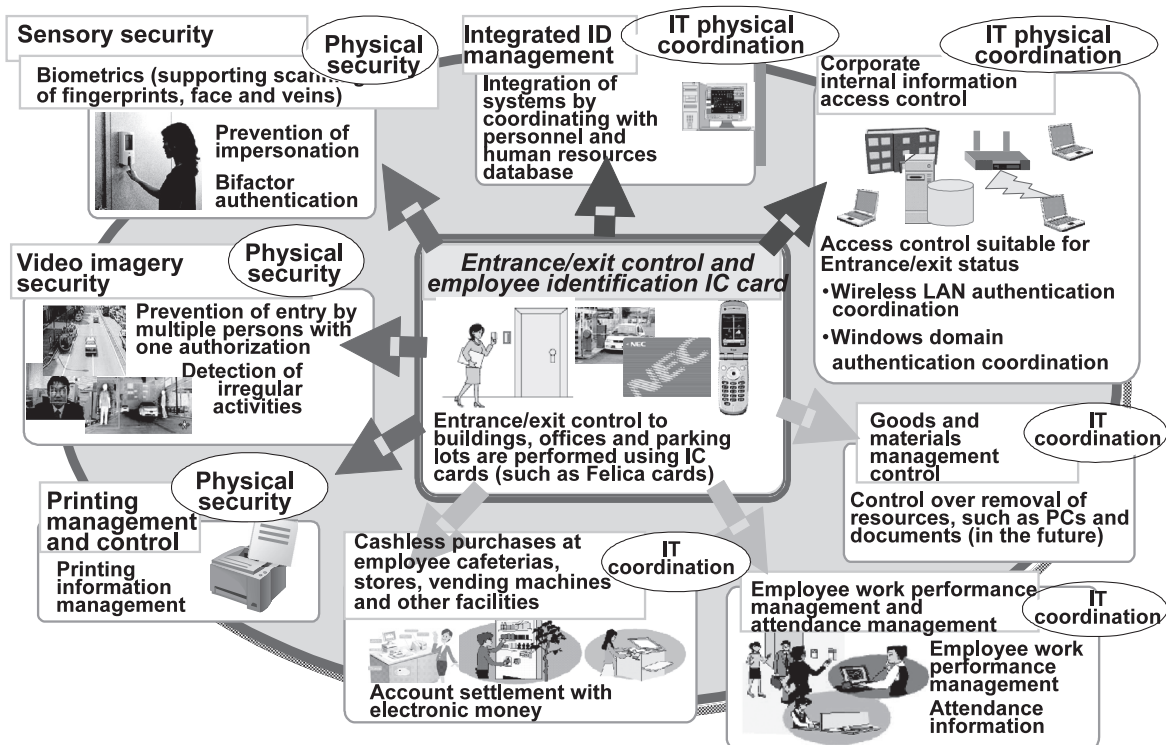 Sensory security
Physical
security
Biometrics (supporting scanning
of fingerprints, face and veins)
Prevention of
impersonation
Bifactor
authentication
Integrated ID
management
IT physical
coordination
Integration of
systems by
coordinating with
personnel and
human resources
database
IT physical
coordination
Corporate
internal information
access control
Access control suitable for
Entrance/exit status
•Wireless LAN authentication
coordination
•Windows domain
authentication coordination
Video imagery
security
Physical
security
Prevention of entry by
multiple persons with
one authorization
Detection of
irregular
activities
Entrance/exit control and
employee identification IC card
NEC
NEC
Entrance/exit control to
buildings, offices and parking
lots are performed using IC
cards (such as Felica cards)
Goods and
materials
management
control
IT
coordination
Control over removal of
resources, such as PCs and
documents (in the future)
Printing
management
and control
Physical
security
Printing
information
management
Cashless purchases at
employee cafeterias,
stores, vending machines
and other facilities
IT
coordination
Account settlement with
electronic money
Employee work performance
management and
attendance management
IT
coordination
Employee work
performance
management
Attendance
information